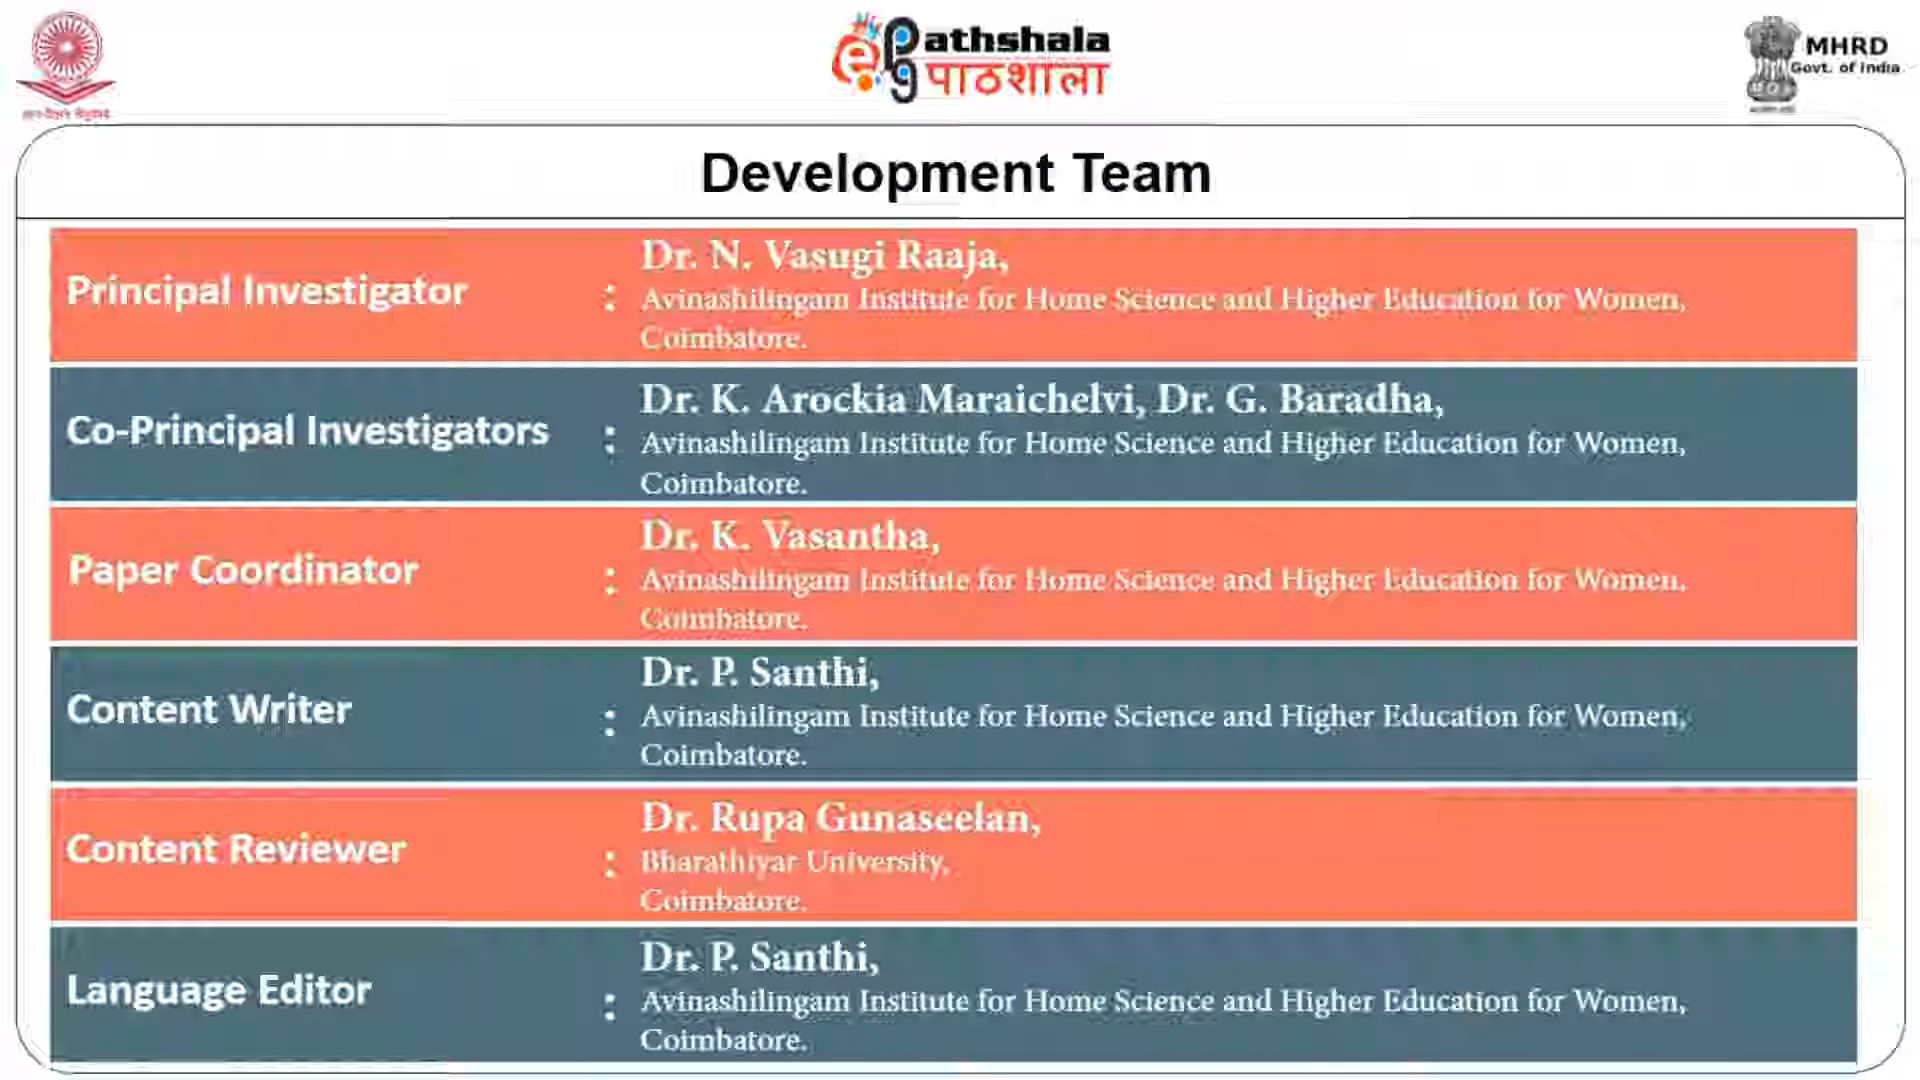 ePg Pathshala
पाठशाला
MHRD
Govt. of India
Development Team
Principal Investigator : Dr. N. Vasugi Raaja,
Avinashilingam Institute for Home Science and Higher Education for Women,
Coimbatore.
Co-Principal Investigators : Dr. K. Arockia Maraichelvi, Dr. G. Baradha,
Avinashilingam Institute for Home Science and Higher Education for Women,
Coimbatore.
Paper Coordinator : Dr. K. Vasantha,
Avinashilingam Institute for Home Science and Higher Education for Women,
Coimbatore.
Content Writer : Dr. P. Santhi,
Avinashilingam Institute for Home Science and Higher Education for Women,
Coimbatore.
Content Reviewer : Dr. Rupa Gunaseelan,
Bharathiyar University,
Coimbatore.
Language Editor : Dr. P. Santhi,
Avinashilingam Institute for Home Science and Higher Education for Women,
Coimbatore.